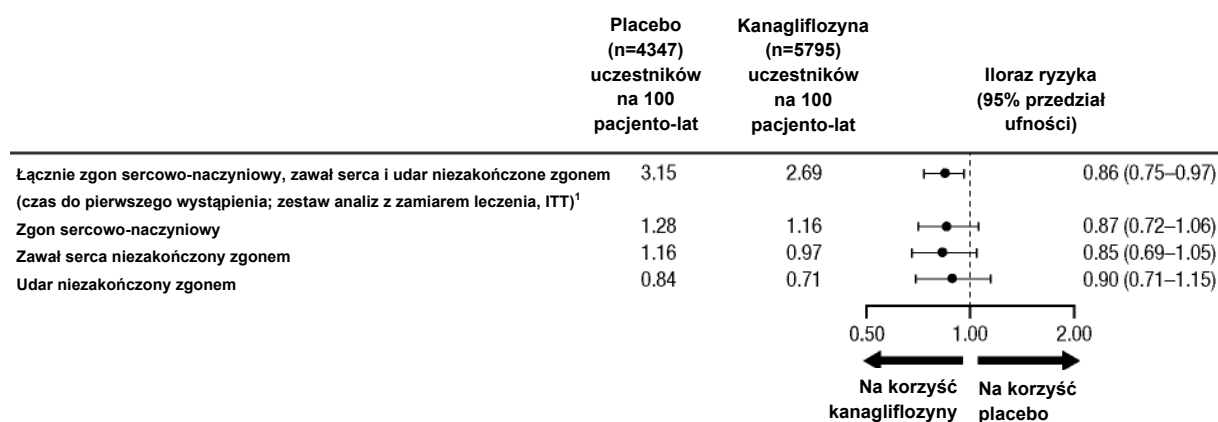 Placebo
(n=4347)
uczestników
na 100
pacjento-lat
Kanagliflozyna
(n=5795)
uczestników
na 100
pacjento-lat
Iloraz ryzyka
(95% przedział
ufności)
Łącznie zgon sercowo-naczyniowy, zawał serca i udar niezakończone zgonem 3.15 2.69 0.86 (0.75–0.97)
(czas do pierwszego wystąpienia; zestaw analiz z zamiarem leczenia, ITT)¹
Zgon sercowo-naczyniowy 1.28 1.16 0.87 (0.72–1.06)
Zawał serca niezakończony zgonem 1.16 0.97 0.85 (0.69–1.05)
Udar niezakończony zgonem 0.84 0.71 0.90 (0.71–1.15)
0.50 1.00 2.00
Na korzyść
kanagliflozyny
Na korzyść
placebo